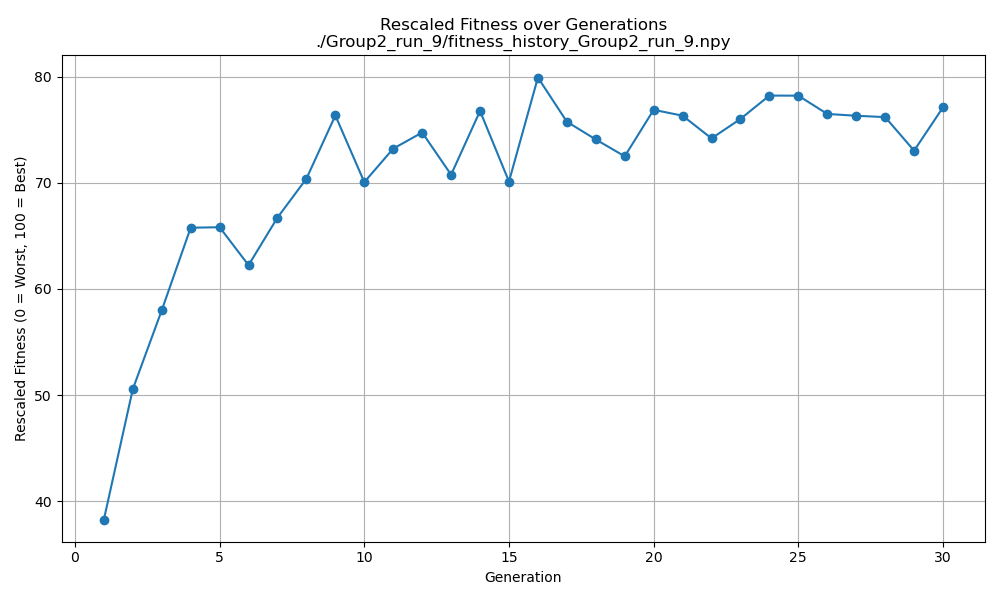 Rescaled Fitness over Generations
./Group2_run_9/fitness_history_Group2_run_9.npy
Rescaled Fitness (0 = Worst, 100 = Best)
80
70
60
50
40
0 5 10 15 20 25 30
Generation